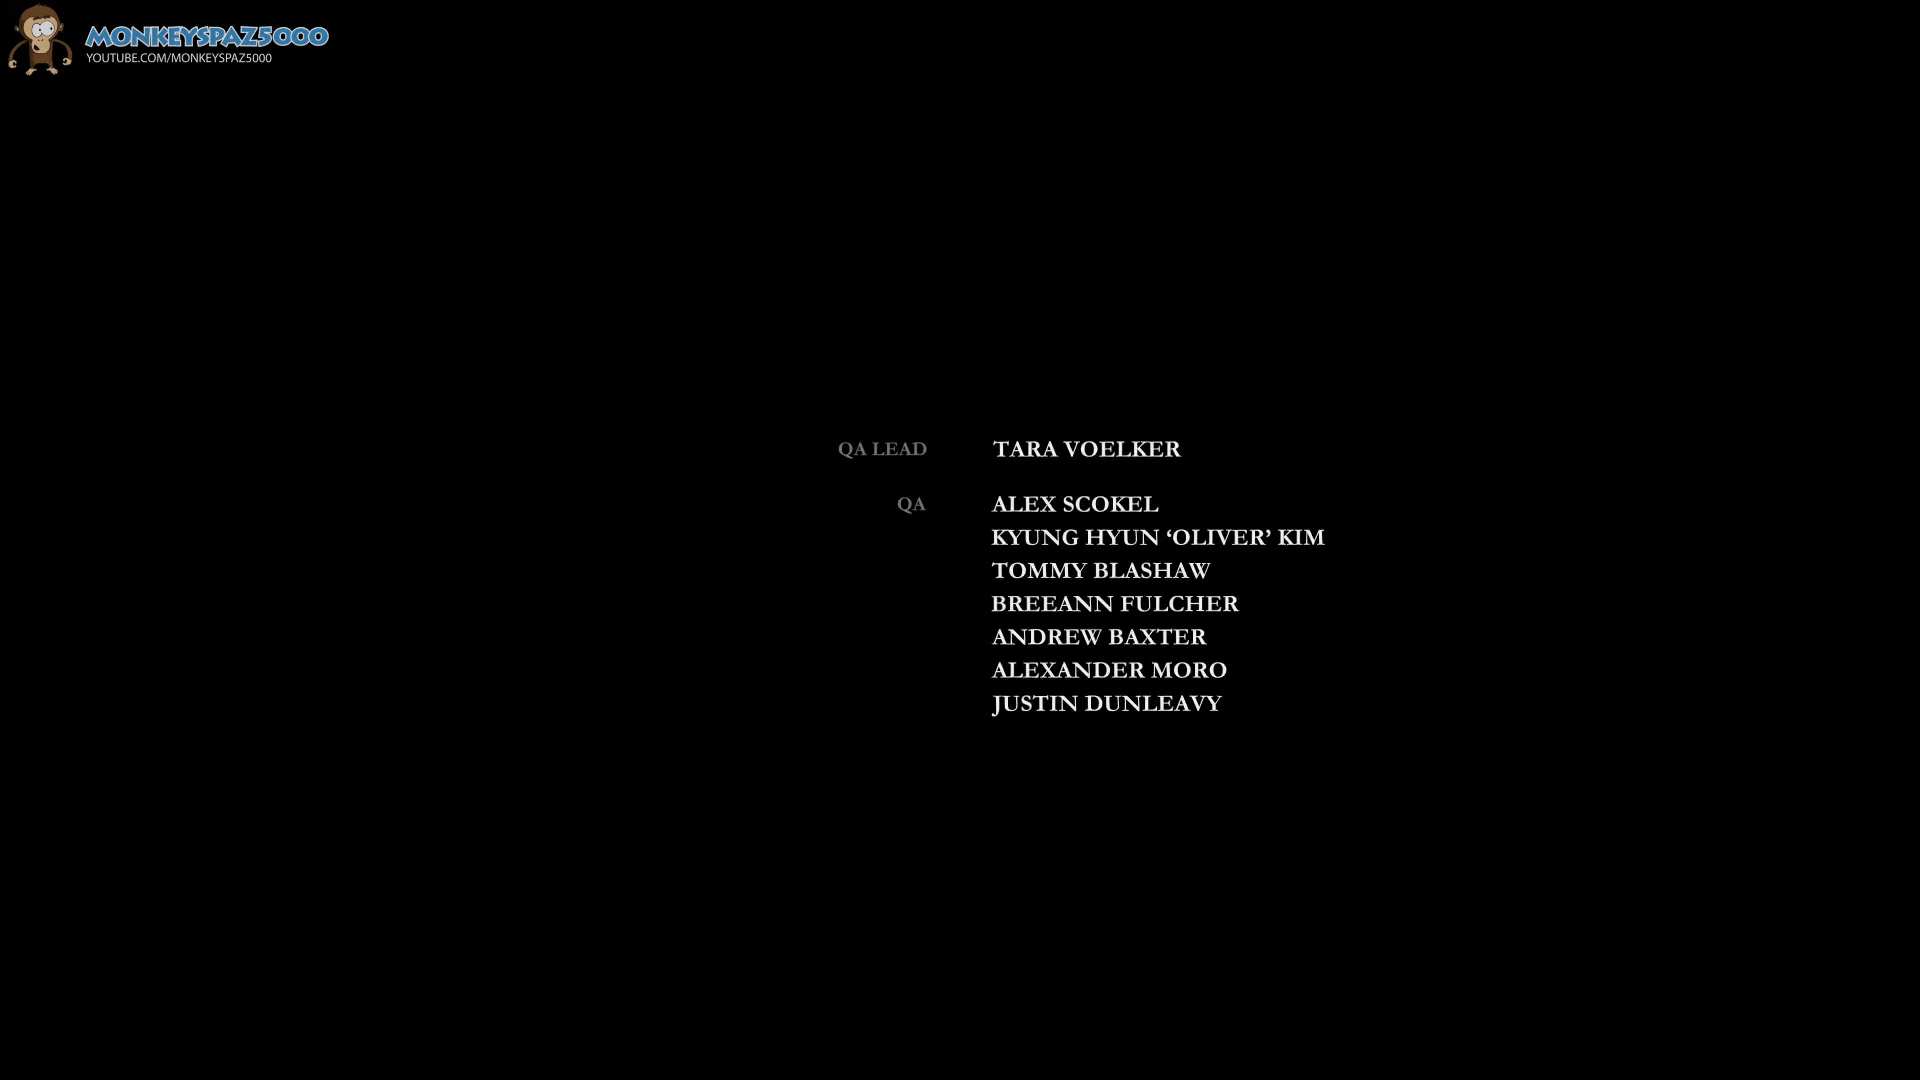 MONKEYSPAZ5000
YOUTUBE.COM/MONKEYSPAZ5000
QA LEAD TARA VOELKER
QA ALEX SCOKEL
KYUNG HYUN ‘OLIVER’ KIM
TOMMY BLASHAW
BREEANN FULCHER
ANDREW BAXTER
ALEXANDER MORO
JUSTIN DUNLEAVY